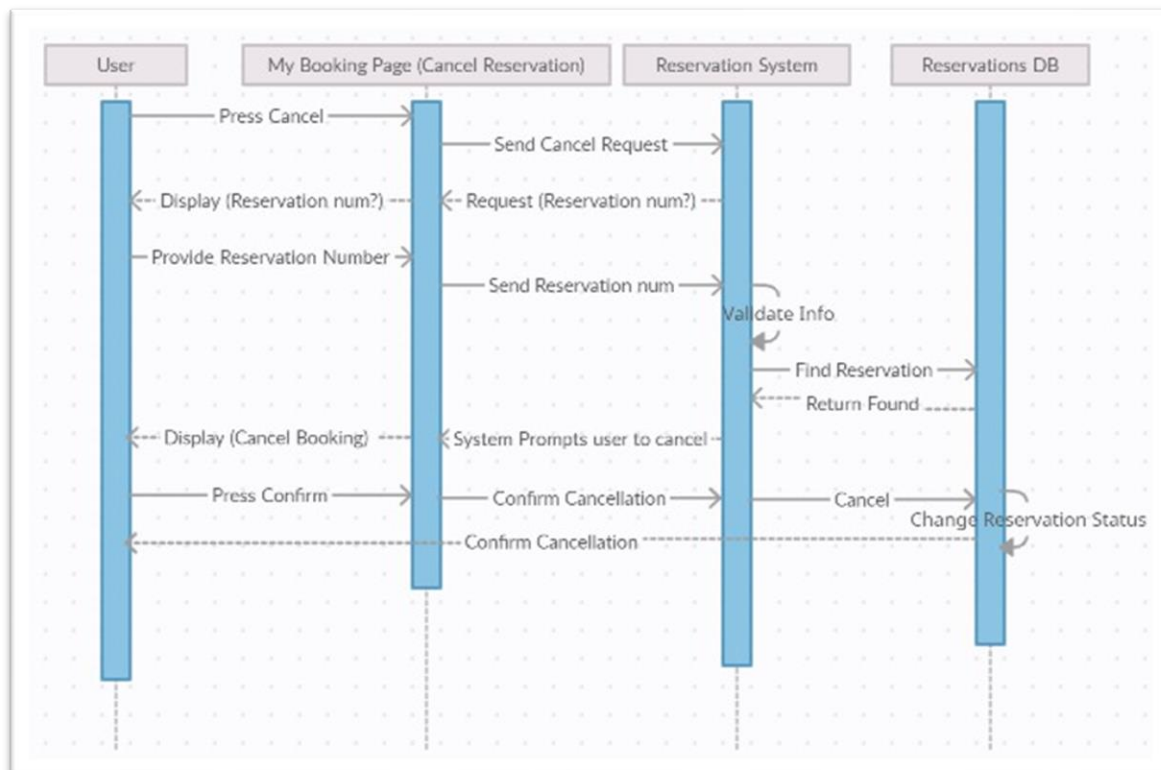 User
My Booking Page (Cancel Reservation)
Reservation System
Reservations DB
Press Cancel
Send Cancel Request
Display (Reservation num?)
Request (Reservation num?)
Provide Reservation Number
Send Reservation num
Validate Info
Find Reservation
Return Found
Display (Cancel Booking)
System Prompts user to cancel
Press Confirm
Confirm Cancellation
Cancel
Change Reservation Status
Confirm Cancellation